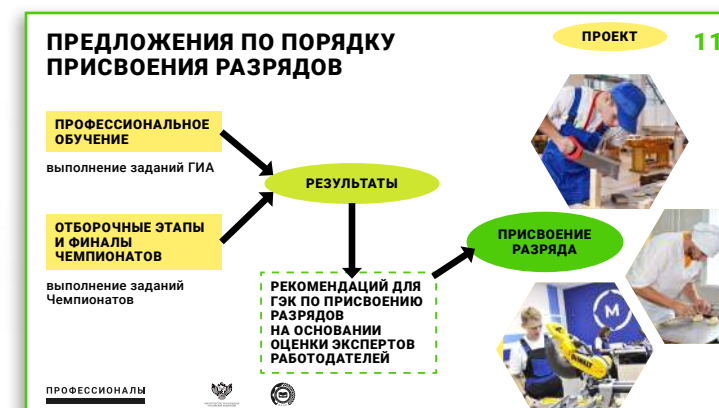 ПРЕДЛОЖЕНИЯ ПО ПОРЯДКУ
ПРИСВОЕНИЯ РАЗРЯДОВ
ПРОЕКТ
11
ПРОФЕССИОНАЛЬНОЕ
ОБУЧЕНИЕ
выполнение заданий ГИА
РЕЗУЛЬТАТЫ
ОТБОРОЧНЫЕ ЭТАПЫ
И ФИНАЛЫ
ЧЕМПИОНАТОВ
выполнение заданий
Чемпионатов
РЕКОМЕНДАЦИЙ ДЛЯ
ГЭК ПО ПРИСВОЕНИЮ
РАЗРЯДОВ
НА ОСНОВАНИИ
ОЦЕНКИ ЭКСПЕРТОВ
РАБОТОДАТЕЛЕЙ
ПРИСВОЕНИЕ
РАЗРЯДА
М
DEWALT
ПРОФЕССИОНАЛЫ